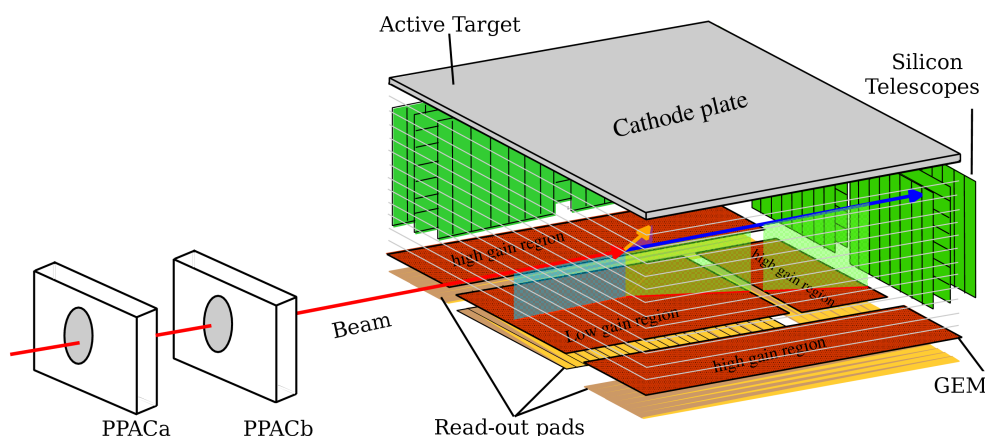 Active Target
Silicon
Telescopes
Cathode plate
high gain region
high gain region
Low gain region
Beam
high gain region
GEM
PPACa
PPACb
Read-out pads